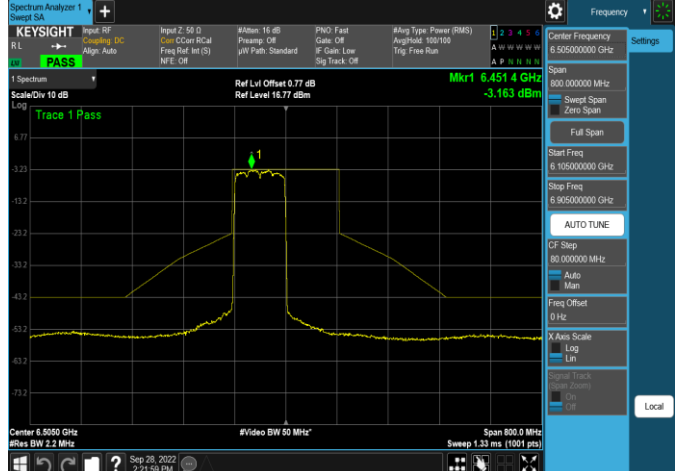 Spectrum Analyzer 1
Swept SA
KEYSIGHT
R L
LW
PASS
Input: RF
Coupling: DC
Align: Auto
Input Z: 50 Ω
Corr CCorr RCal
Freq Ref: Int (S)
NFE: Off
#Atten: 16 dB
Preamp: Off
µW Path: Standard
PNO: Fast
Gate: Off
IF Gain: Low
Sig Track: Off
#Avg Type: Power (RMS)
Avg|Hold: 100/100
Trig: Free Run
1 2 3 4 5 6
A W W W W W
A P N N N N
1 Spectrum
Scale/Div 10 dB
Log
Ref Lvl Offset 0.77 dB
Ref Level 16.77 dBm
Mkr1 6.451 4 GHz
-3.163 dBm
Trace 1 Pass
1
6.77
-3.23
-13.2
-23.2
-33.2
-43.2
-53.2
-63.2
-73.2
Center 6.5050 GHz
#Res BW 2.2 MHz
#Video BW 50 MHz*
Span 800.0 MHz
Sweep 1.33 ms (1001 pts)
?
Sep 28, 2022
2:21:59 PM
Frequency
Settings
Center Frequency
6.505000000 GHz
Span
800.000000 MHz
Swept Span
Zero Span
Full Span
Start Freq
6.105000000 GHz
Stop Freq
6.905000000 GHz
AUTO TUNE
CF Step
80.000000 MHz
Auto
Man
Freq Offset
0 Hz
X Axis Scale
Log
Lin
Signal Track
(Span Zoom)
On
Off
Local